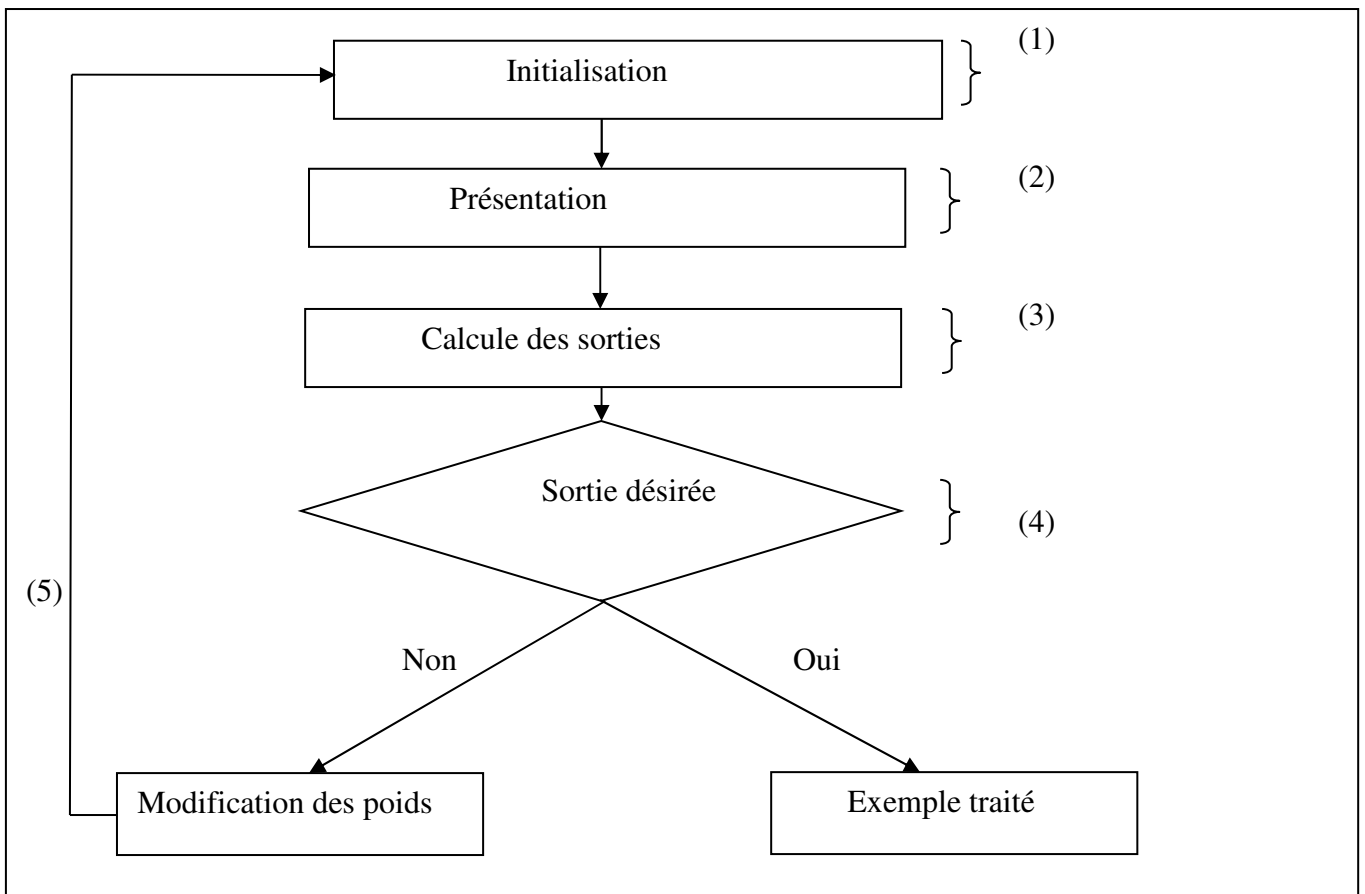 (1)
Initialisation
(2)
Présentation
(3)
Calcule des sorties
Sortie désirée
(4)
(5)
Non
Oui
Modification des poids
Exemple traité